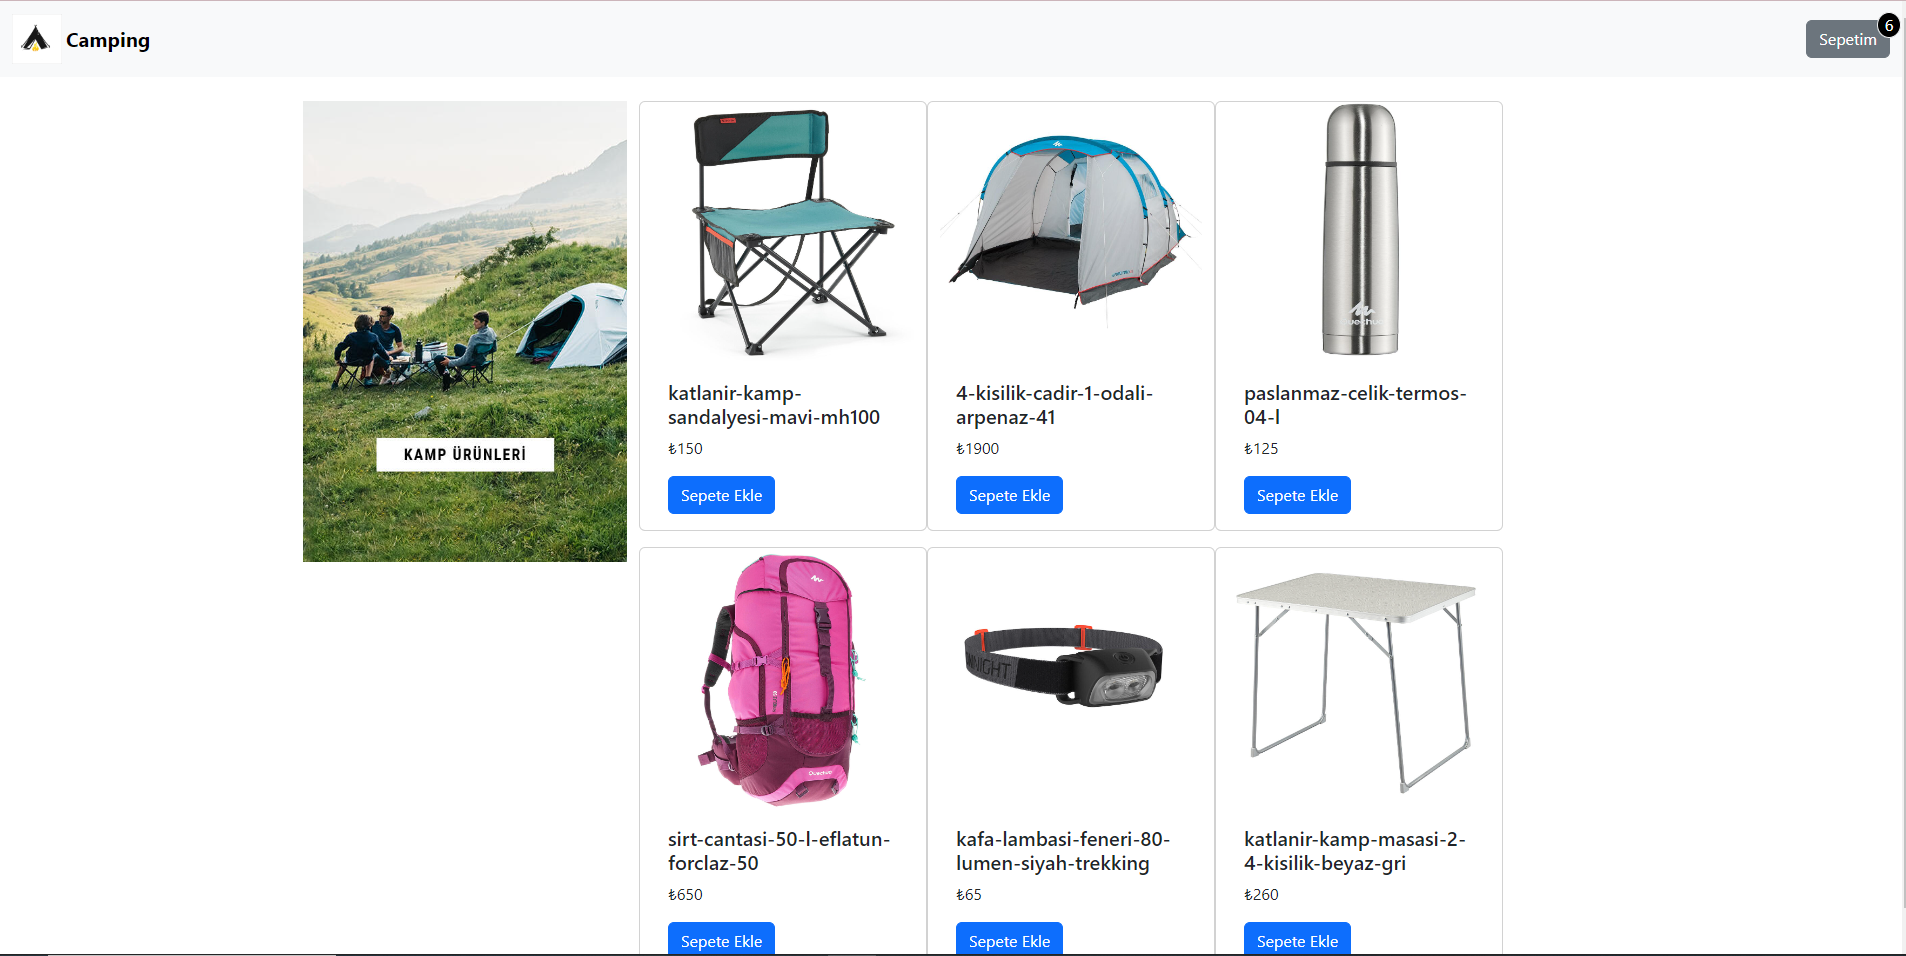 Camping
Sepetim
6
KAMP ÜRÜNLERİ
katlanir-kamp-
sandalyesi-mavi-mh100
₺150
Sepete Ekle
4-kisilik-cadir-1-odali-
arpenaz-41
₺1900
Sepete Ekle
paslanmaz-celik-termos-
04-l
₺125
Sepete Ekle
sirt-cantasi-50-l-eflatun-
forclaz-50
₺650
Sepete Ekle
NNIGHT
kafa-lambasi-feneri-80-
lumen-siyah-trekking
₺65
Sepete Ekle
katlanir-kamp-masasi-2-
4-kisilik-beyaz-gri
₺260
Sepete Ekle